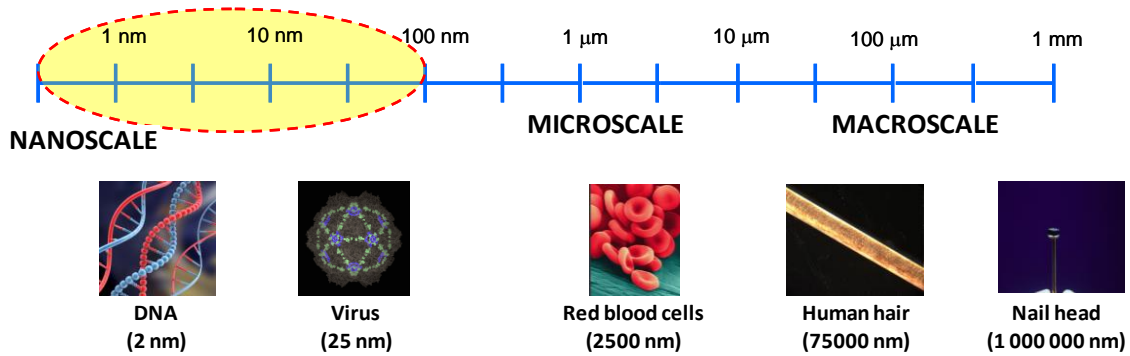 1 nm 10 nm 100 nm 1 μm 10 μm 100 μm 1 mm
NANOSCALE MICROSCALE MACROSCALE
DNA
(2 nm)
Virus
(25 nm)
Red blood cells
(2500 nm)
Human hair
(75000 nm)
Nail head
(1 000 000 nm)